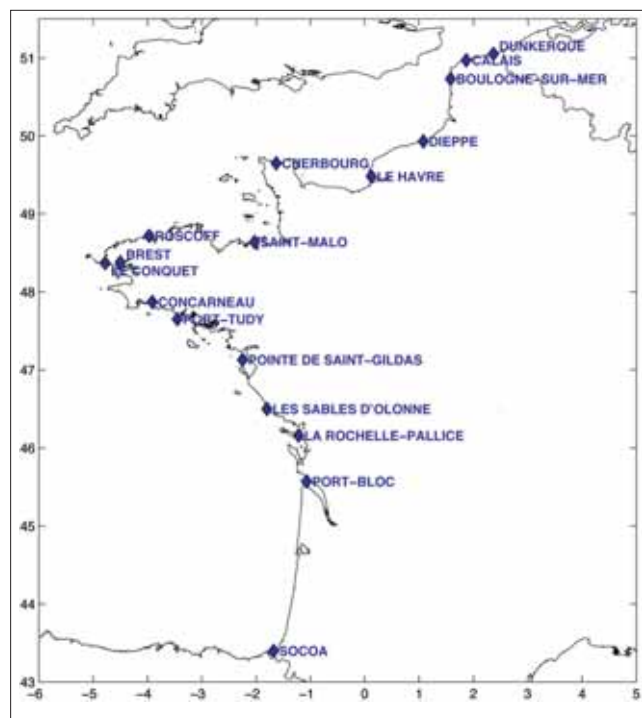 51
DUNKERQUE
CALAIS
BOULOGNE-SUR-MER
50
DIEPPE
CHERBOURG
LE HAVRE
49
ROSCOFF
SAINT-MALO
BREST
LE CONQUET
48
CONCARNEAU
PORT-TUDY
47
POINTE DE SAINT-GILDAS
LES SABLES D'OLONNE
46
LA ROCHELLE-PALLICE
PORT-BLOC
45
44
SOCOA
43
-6 -5 -4 -3 -2 -1 0 1 2 3 4 5